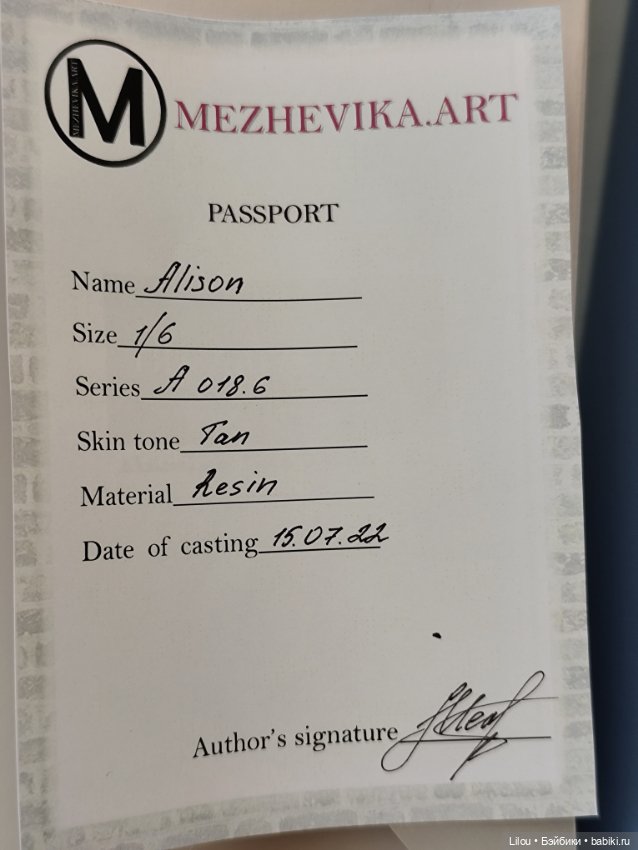 M
MEZHEVIKA.ART
MEZHEVIKA.ART
PASSPORT
Name Alison
Size 1/6
Series A 018.6
Skin tone Tan
Material Resin
Date of casting 15.07.22
Author's signature
Lilou • Бэйбики • babiki.ru